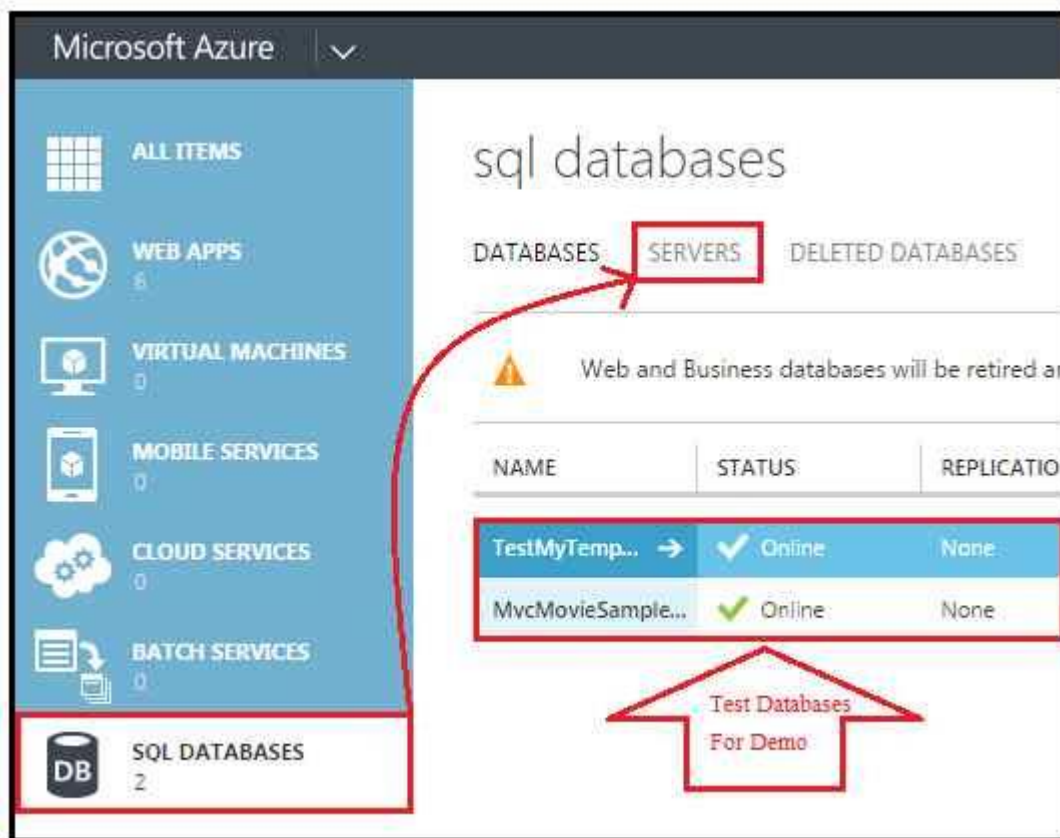 Microsoft Azure
ALL ITEMS
WEB APPS
6
VIRTUAL MACHINES
0
MOBILE SERVICES
0
CLOUD SERVICES
0
BATCH SERVICES
0
DB
SQL DATABASES
2
sql databases
DATABASES SERVERS DELETED DATABASES
Web and Business databases will be retired
NAME STATUS REPLICATIO
TestMyTemp... Online None
MvcMovieSample... Online None
Test Databases
For Demo